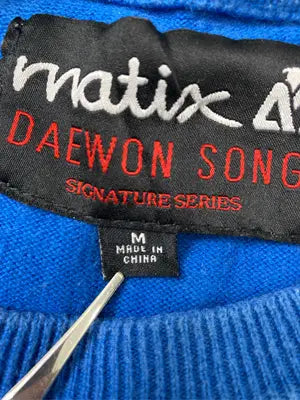 matix
DAEWON SONG
SIGNATURE SERIES
M
MADE IN
CHINA